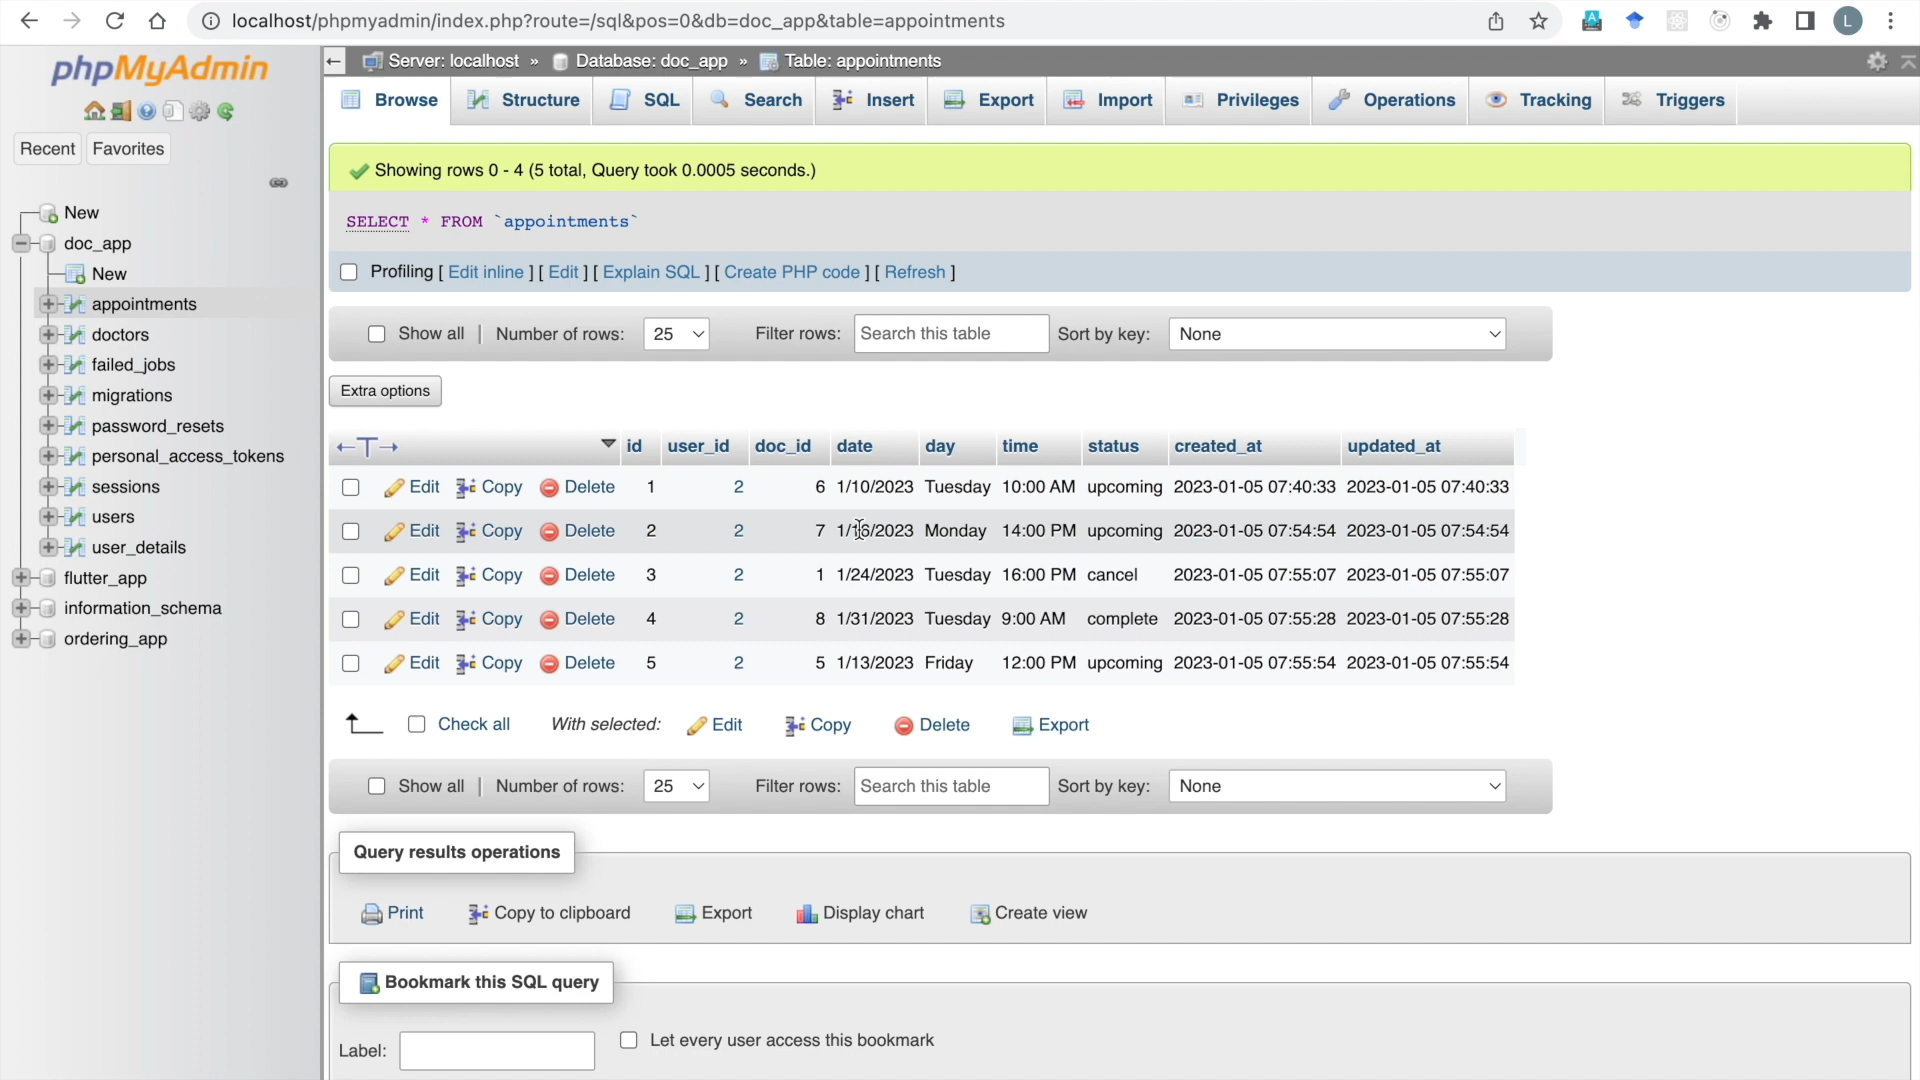 localhost/phpmyadmin/index.php?route=/sql&pos=0&db=doc_app&table=appointments
L
phpMyAdmin
Recent Favorites
New
doc_app
New
appointments
doctors
failed_jobs
migrations
password_resets
personal_access_tokens
sessions
users
user_details
flutter_app
information_schema
ordering_app
Server: localhost » Database: doc_app » Table: appointments
Browse Structure SQL Search Insert Export Import Privileges Operations Tracking Triggers
Showing rows 0 - 4 (5 total, Query took 0.0005 seconds.)
SELECT * FROM `appointments`
Profiling [ Edit inline ] [ Edit ] [ Explain SQL ] [ Create PHP code ] [ Refresh ]
Show all | Number of rows: 25 Filter rows: Search this table Sort by key: None
Extra options
←T→ id user_id doc_id date day time status created_at updated_at
Edit Copy Delete 1 2 6 1/10/2023 Tuesday 10:00 AM upcoming 2023-01-05 07:40:33 2023-01-05 07:40:33
Edit Copy Delete 2 2 7 1/16/2023 Monday 14:00 PM upcoming 2023-01-05 07:54:54 2023-01-05 07:54:54
Edit Copy Delete 3 2 1 1/24/2023 Tuesday 16:00 PM cancel 2023-01-05 07:55:07 2023-01-05 07:55:07
Edit Copy Delete 4 2 8 1/31/2023 Tuesday 9:00 AM complete 2023-01-05 07:55:28 2023-01-05 07:55:28
Edit Copy Delete 5 2 5 1/13/2023 Friday 12:00 PM upcoming 2023-01-05 07:55:54 2023-01-05 07:55:54
Check all With selected: Edit Copy Delete Export
Show all | Number of rows: 25 Filter rows: Search this table Sort by key: None
Query results operations
Print Copy to clipboard Export Display chart Create view
Bookmark this SQL query
Label: Let every user access this bookmark